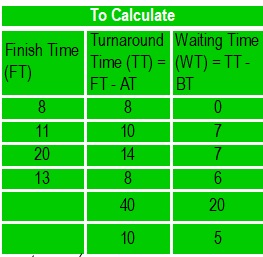 To Calculate
Finish Time (FT) Turnaround Time (TT) = FT - AT Waiting Time (WT) = TT - BT
8 8 0
11 10 7
20 14 7
13 8 6
40 20
10 5